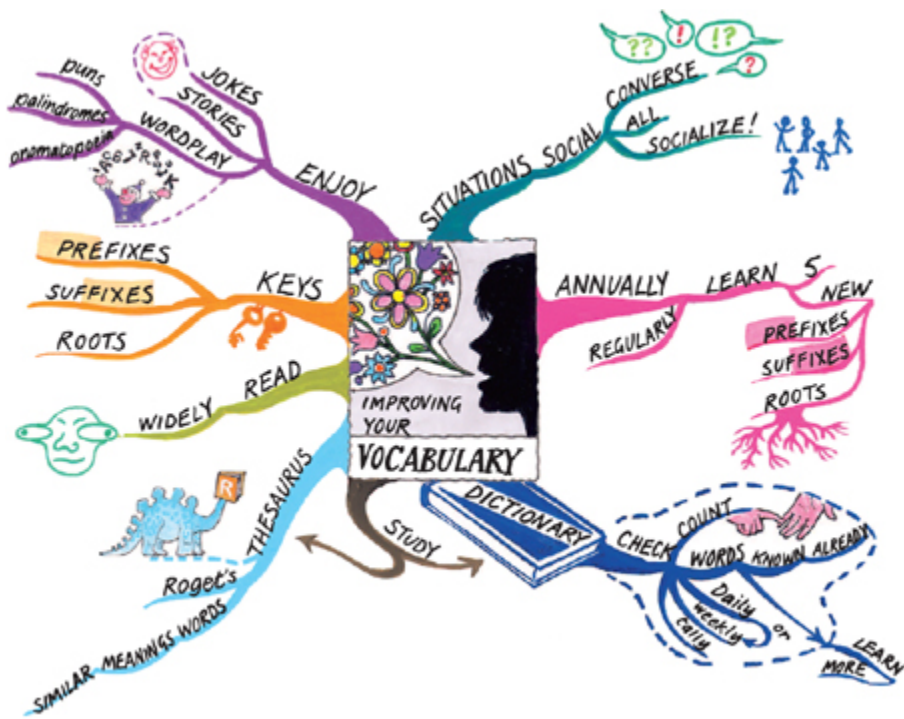 IMPROVING
YOUR
VOCABULARY
SITUATIONS SOCIAL
CONVERSE
?? ! !? ?
ALL
SOCIALIZE!
ANNUALLY
REGULARLY
LEARN
5
NEW
PREFIXES
SUFFIXES
ROOTS
DICTIONARY
CHECK
COUNT
WORDS KNOWN ALREADY
Daily or
weekly
tally
LEARN
MORE
STUDY
THESAURUS
R
Roget's
SIMILAR MEANINGS WORDS
READ
WIDELY
KEYS
PREFIXES
SUFFIXES
ROOTS
ENJOY
JOKES
STORIES
WORDPLAY
puns
palindromes
onomatopoeia